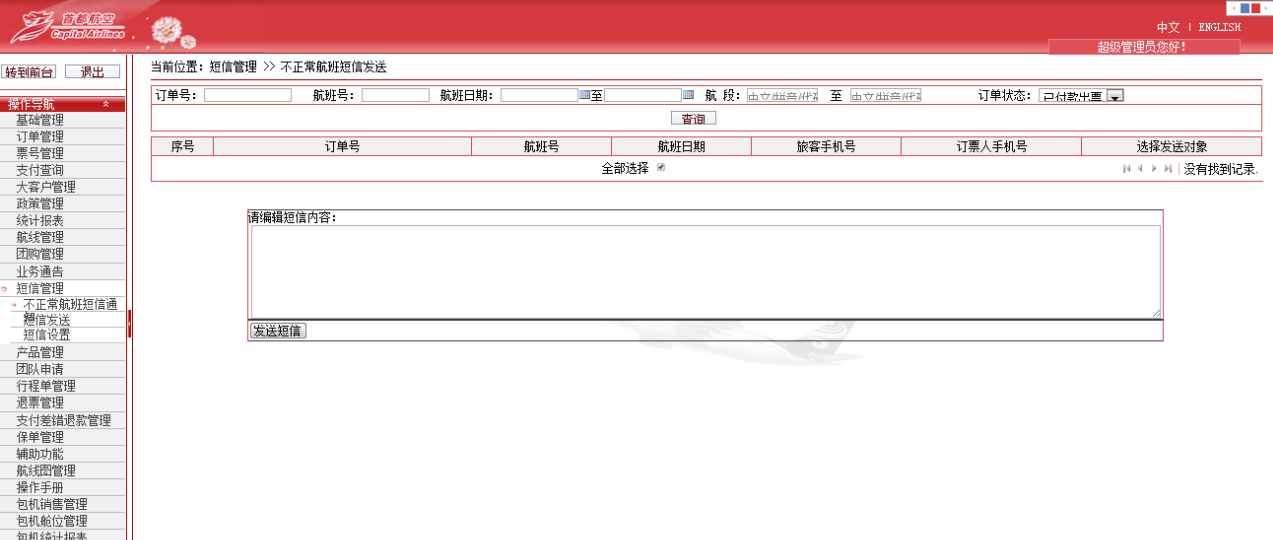 首都航空
Capital Airlines
中文 | ENGLISH
超级管理员您好!
转到前台 退出
当前位置：短信管理 >> 不正常航班短信发送
订单号: 航班号: 航班日期: 至 航 段: 中文/拼音/代码 至 中文/拼音/代码 订单状态: 已付款出票
查询
序号 订单号 航班号 航班日期 旅客手机号 订票人手机号 选择发送对象
全部选择 没有找到记录.
请编辑短信内容:
发送短信
操作导航
基础管理
订单管理
票号管理
支付查询
大客户管理
政策管理
统计报表
航线管理
团购管理
业务通告
短信管理
不正常航班短信通
短信发送
短信设置
产品管理
团队申请
行程单管理
退票管理
支付差错退款管理
保单管理
辅助功能
航线图管理
操作手册
包机销售管理
包机舱位管理
包机统计报表